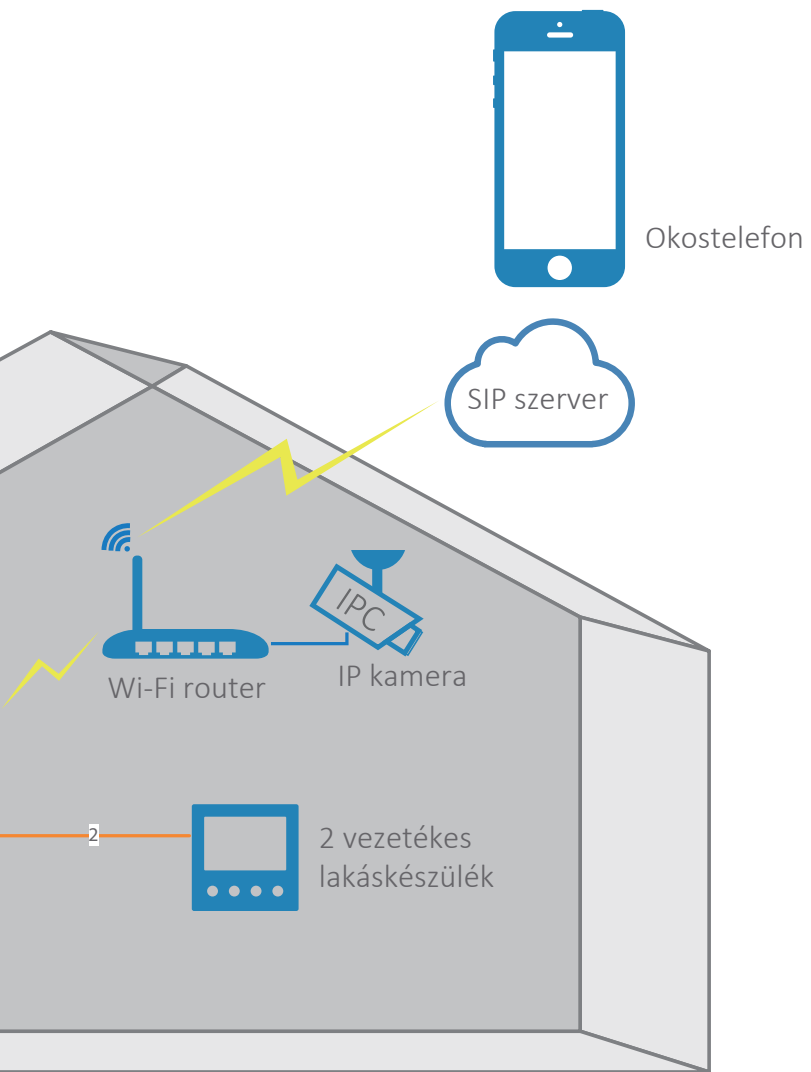 Okostelefon
SIP szerver
IPC
Wi-Fi router
IP kamera
2
2 vezetékes
lakáskészülék